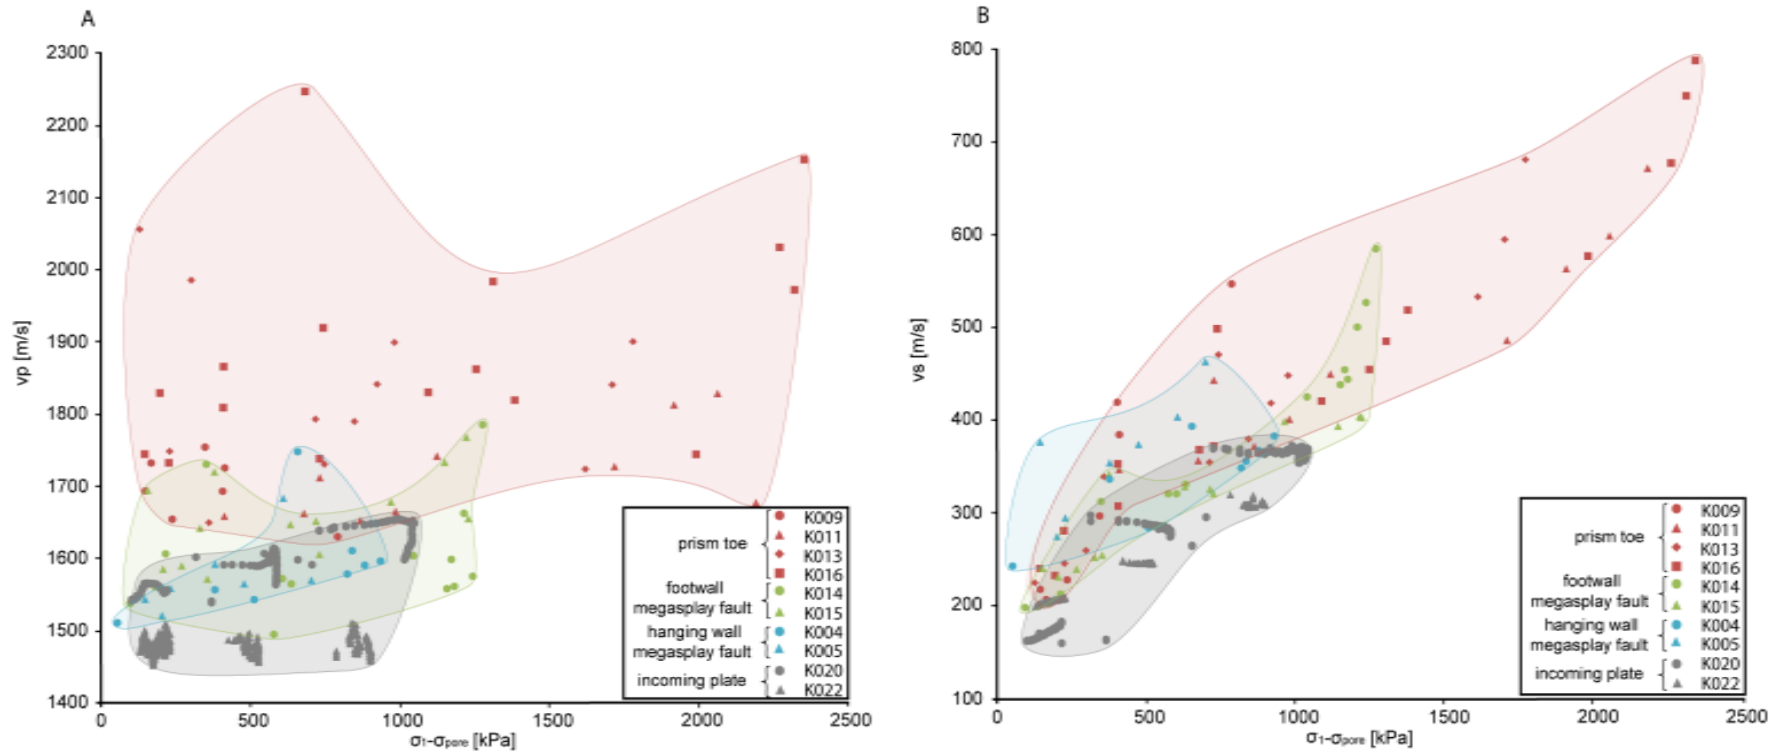 A
2300
2200
2100
2000
1900
1800
1700
1600
1500
1400
vp [m/s]
0
500
1000
1500
2000
2500
σ₁-σpore [kPa]
prism toe
footwall
megasplay fault
hanging wall
megasplay fault
incoming plate
K009
K011
K013
K016
K014
K015
K004
K005
K020
K022
B
800
700
600
500
400
300
200
100
vs [m/s]
0
500
1000
1500
2000
2500
σ₁-σpore [kPa]
prism toe
footwall
megasplay fault
hanging wall
megasplay fault
incoming plate
K009
K011
K013
K016
K014
K015
K004
K005
K020
K022